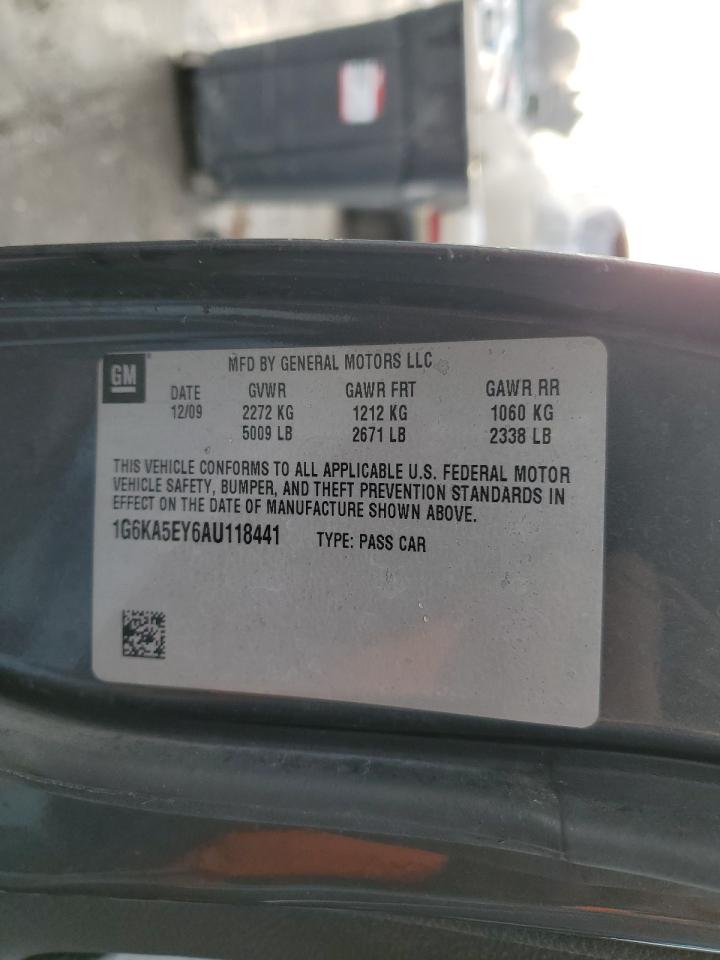 GM
MFD BY GENERAL MOTORS LLC
DATE GVWR GAWR FRT GAWR RR
12/09 2272 KG 1212 KG 1060 KG
5009 LB 2671 LB 2338 LB
THIS VEHICLE CONFORMS TO ALL APPLICABLE U.S. FEDERAL MOTOR
VEHICLE SAFETY, BUMPER, AND THEFT PREVENTION STANDARDS IN
EFFECT ON THE DATE OF MANUFACTURE SHOWN ABOVE.
1G6KA5EY6AU118441 TYPE: PASS CAR